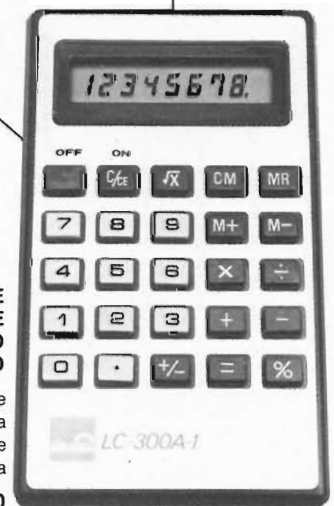 12345678.
OFF ON
C/CE √X CM MR
7 8 9 M+ M−
4 5 6 × ÷
1 2 3 + −
0 · +/− = %
LC-300A-1
E
E
O
O
e
a
e
a